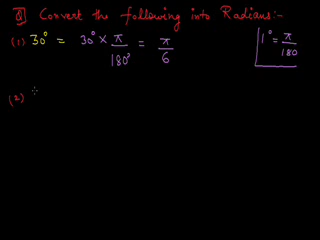 Q] Convert the following into Radians:-
(1) 30° = 30° × π/180° = π/6
1° = π/180
(2)